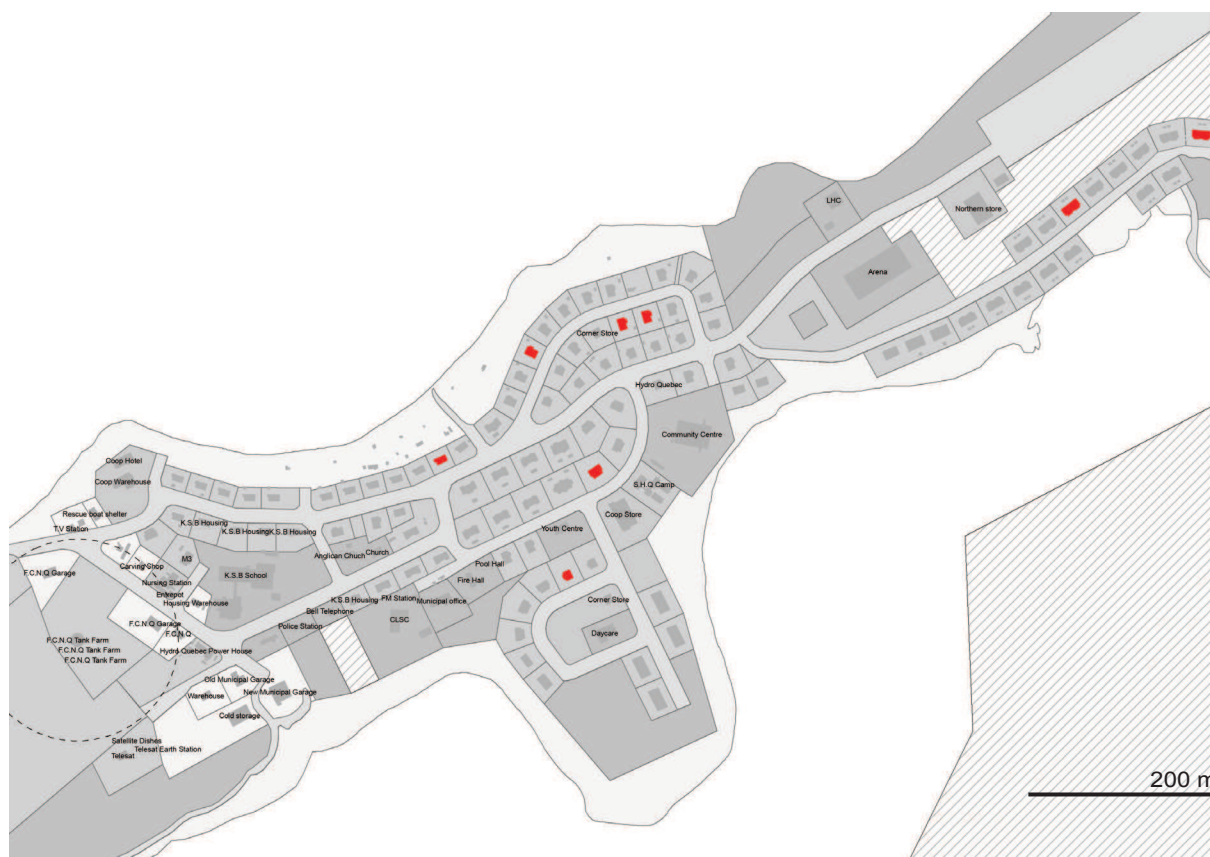 LHC
Northern store
Arena
Corner Store
Hydro Quebec
Community Centre
Coop Hotel
Coop Warehouse
S.H.Q Camp
Rescue boat shelter
T.V Station
K.S.B Housing
K.S.B Housing
K.S.B Housing
Coop Store
Youth Centre
Anglican Chuch
Church
M3
Carving Shop
Pool Hall
F.C.N.Q Garage
Nursing Station
K.S.B School
Fire Hall
Entrepot
Housing Warehouse
K.S.B Housing
FM Station
Municipal office
Corner Store
Bell Telephone
CLSC
F.C.N.Q Garage
Police Station
F.C.N.Q
Daycare
F.C.N.Q Tank Farm
F.C.N.Q Tank Farm
F.C.N.Q Tank Farm
Hydro Quebec Power House
Old Municipal Garage
Warehouse
New Municipal Garage
Cold storage
Satellite Dishes
Telesat Earth Station
Telesat
200 m